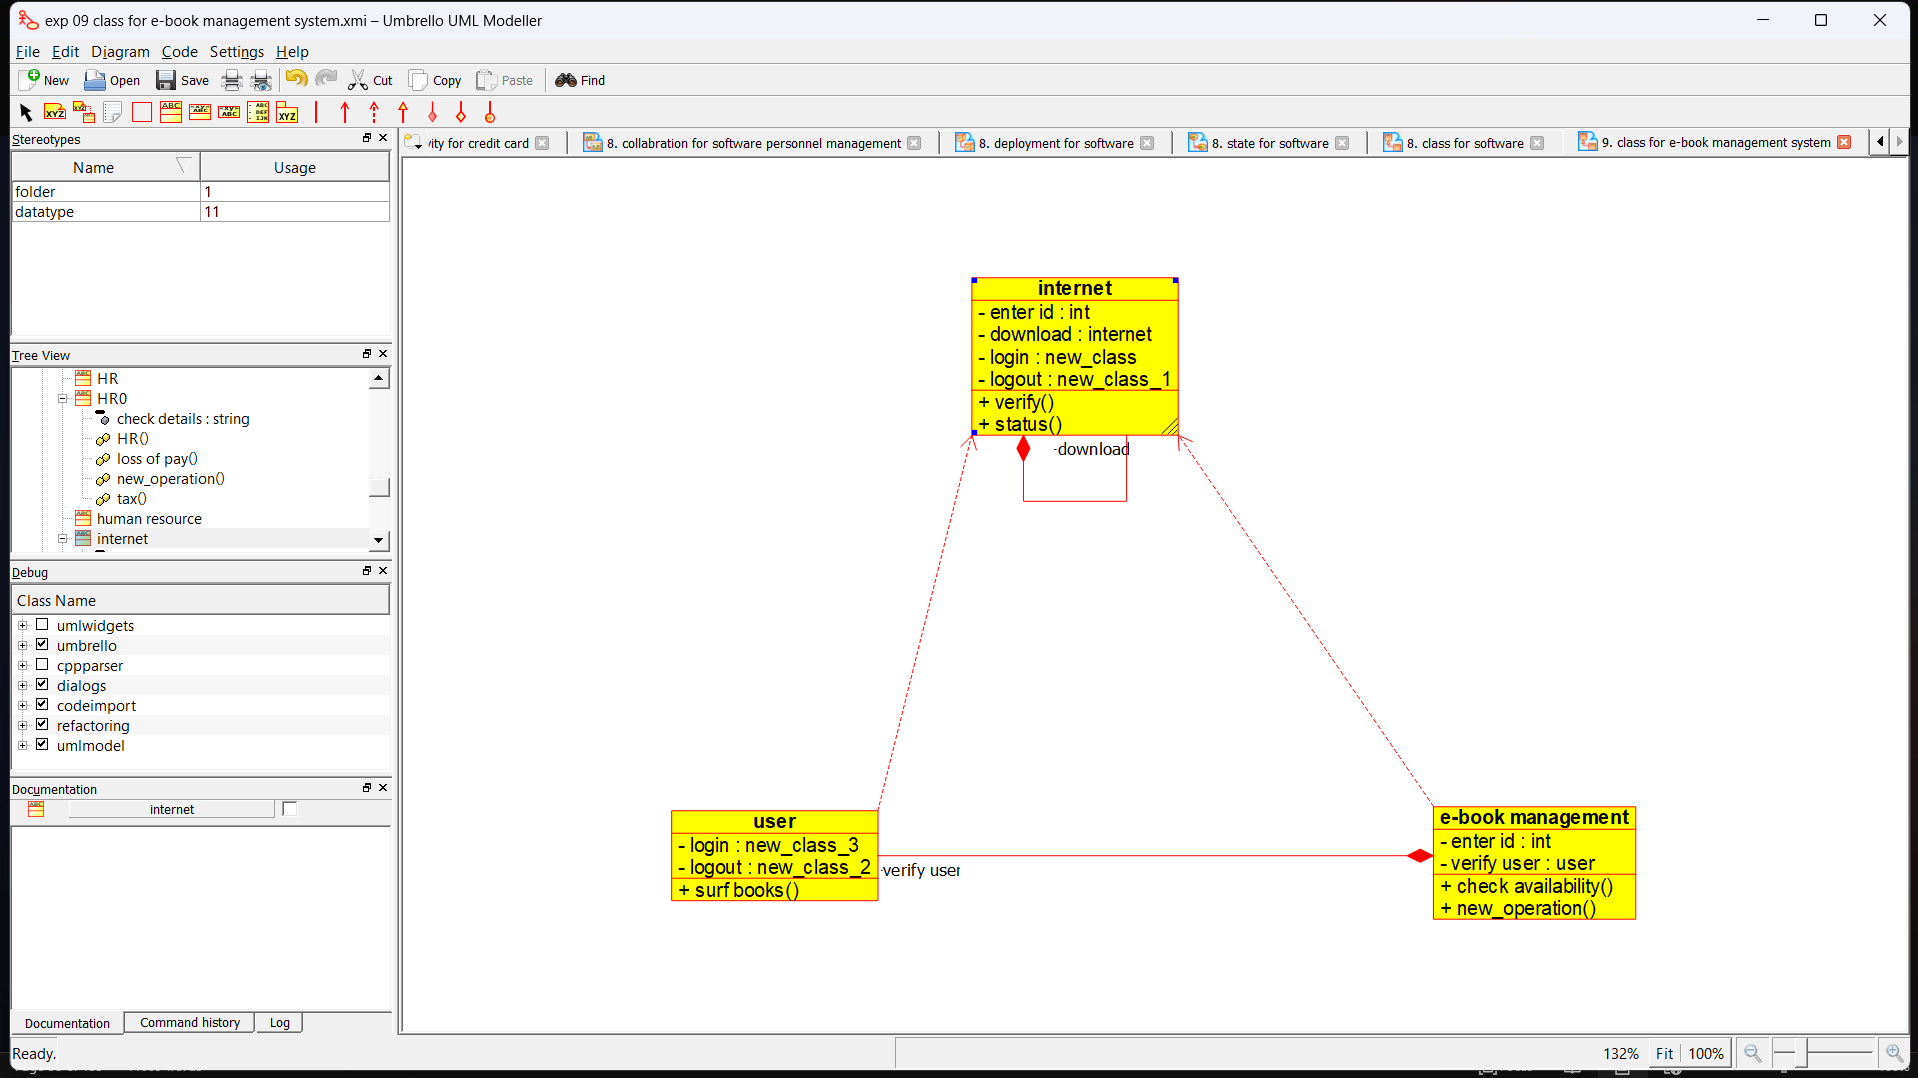 exp 09 class for e-book management system.xmi – Umbrello UML Modeller
File Edit Diagram Code Settings Help
New Open Save Cut Copy Paste Find
Stereotypes
Name Usage
folder 1
datatype 11
Tree View
HR
HR0
check details : string
HR()
loss of pay()
new_operation()
tax()
human resource
internet
Debug
Class Name
umlwidgets
umbrello
cppparser
dialogs
codeimport
refactoring
umlmodel
Documentation
internet
Documentation Command history Log
Ready.
vity for credit card
8. collabration for software personnel management
8. deployment for software
8. state for software
8. class for software
9. class for e-book management system
internet
- enter id : int
- download : internet
- login : new_class
- logout : new_class_1
+ verify()
+ status()
-download
user
- login : new_class_3
- logout : new_class_2
+ surf books()
-verify user
e-book management
- enter id : int
- verify user : user
+ check availability()
+ new_operation()
132% Fit 100%